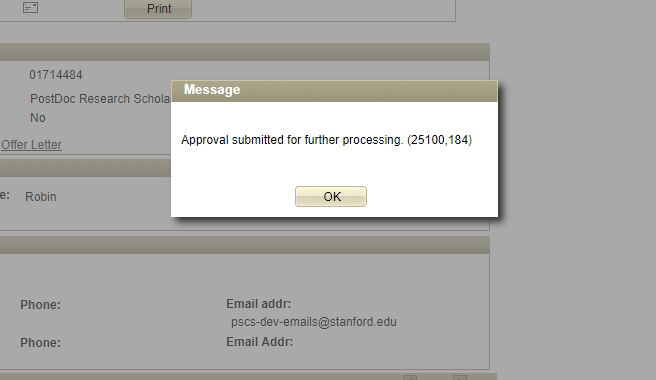 Print
01714484
PostDoc Research Schola
No
Offer Letter
Message
Approval submitted for further processing. (25100,184)
OK
e: Robin
Phone: Email addr:
pscs-dev-emails@stanford.edu
Phone: Email Addr: